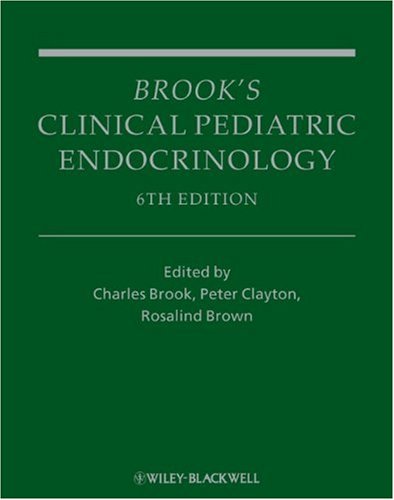 BROOK'S
CLINICAL PEDIATRIC
ENDOCRINOLOGY
6TH EDITION
Edited by
Charles Brook, Peter Clayton,
Rosalind Brown
WILEY-BLACKWELL